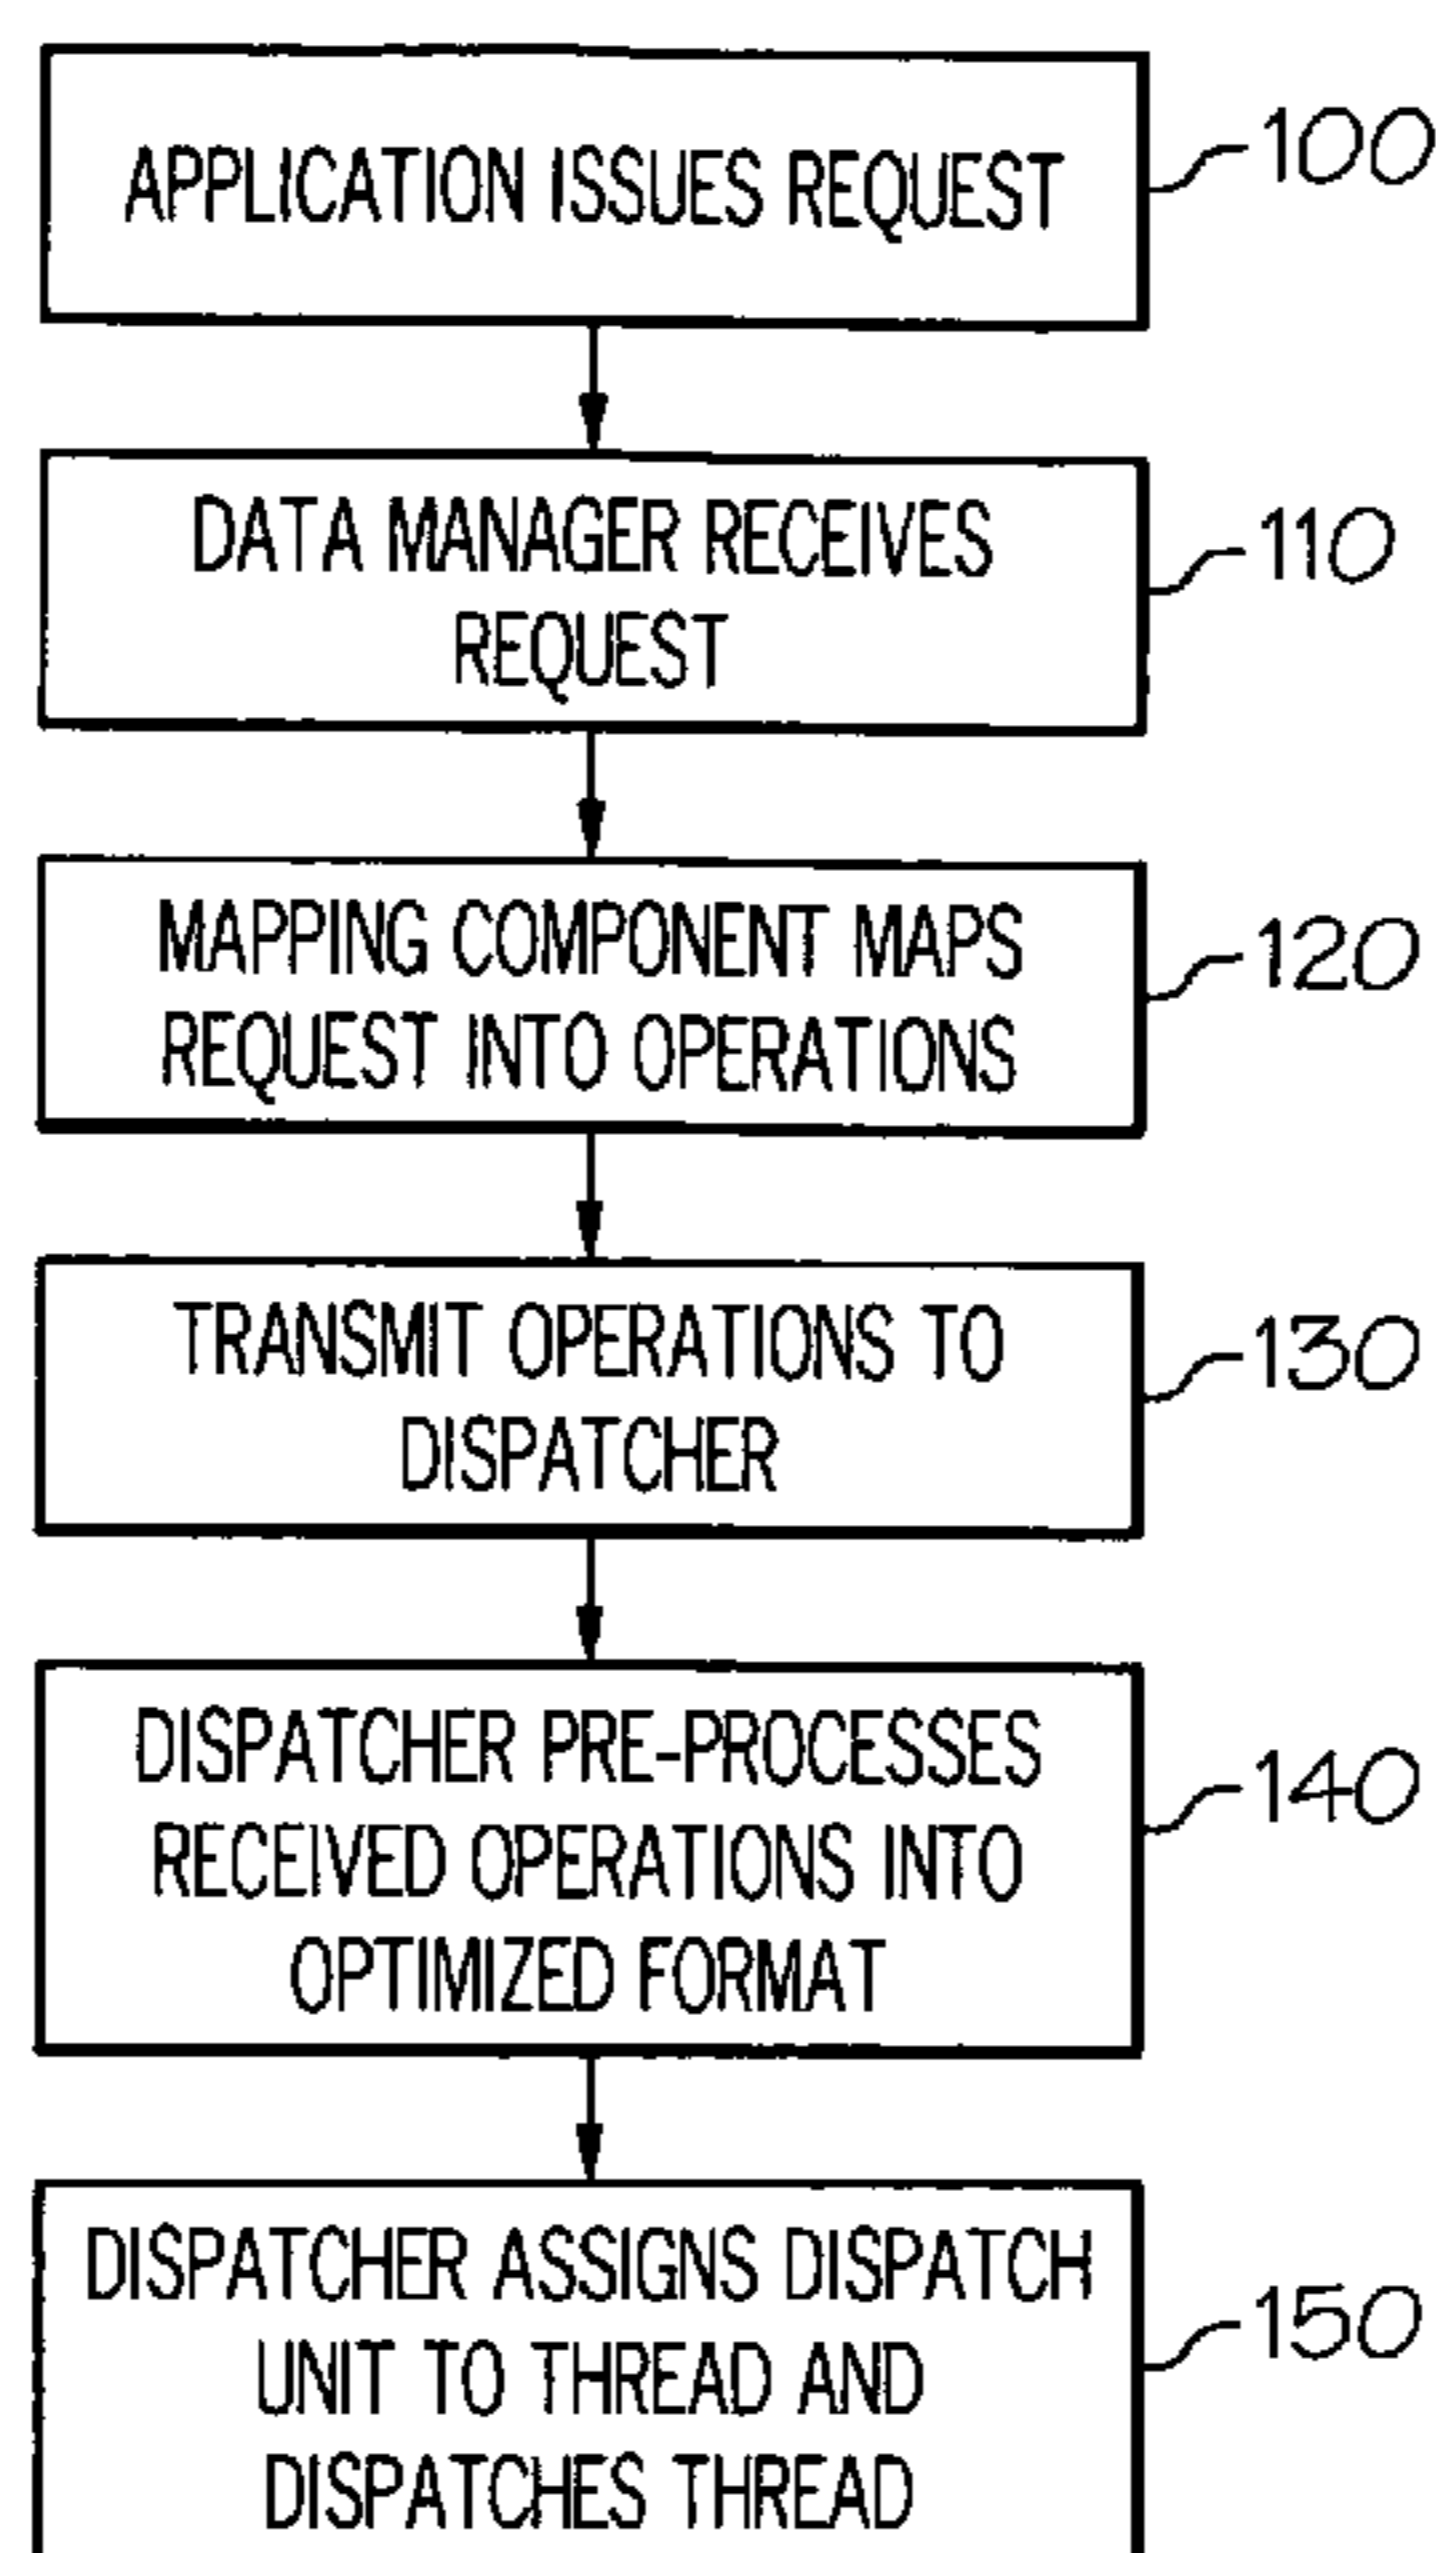 APPLICATION ISSUES REQUEST
100
DATA MANAGER RECEIVES
REQUEST
110
MAPPING COMPONENT MAPS
REQUEST INTO OPERATIONS
120
TRANSMIT OPERATIONS TO
DISPATCHER
130
DISPATCHER PRE-PROCESSES
RECEIVED OPERATIONS INTO
OPTIMIZED FORMAT
140
DISPATCHER ASSIGNS DISPATCH
UNIT TO THREAD AND
DISPATCHES THREAD
150